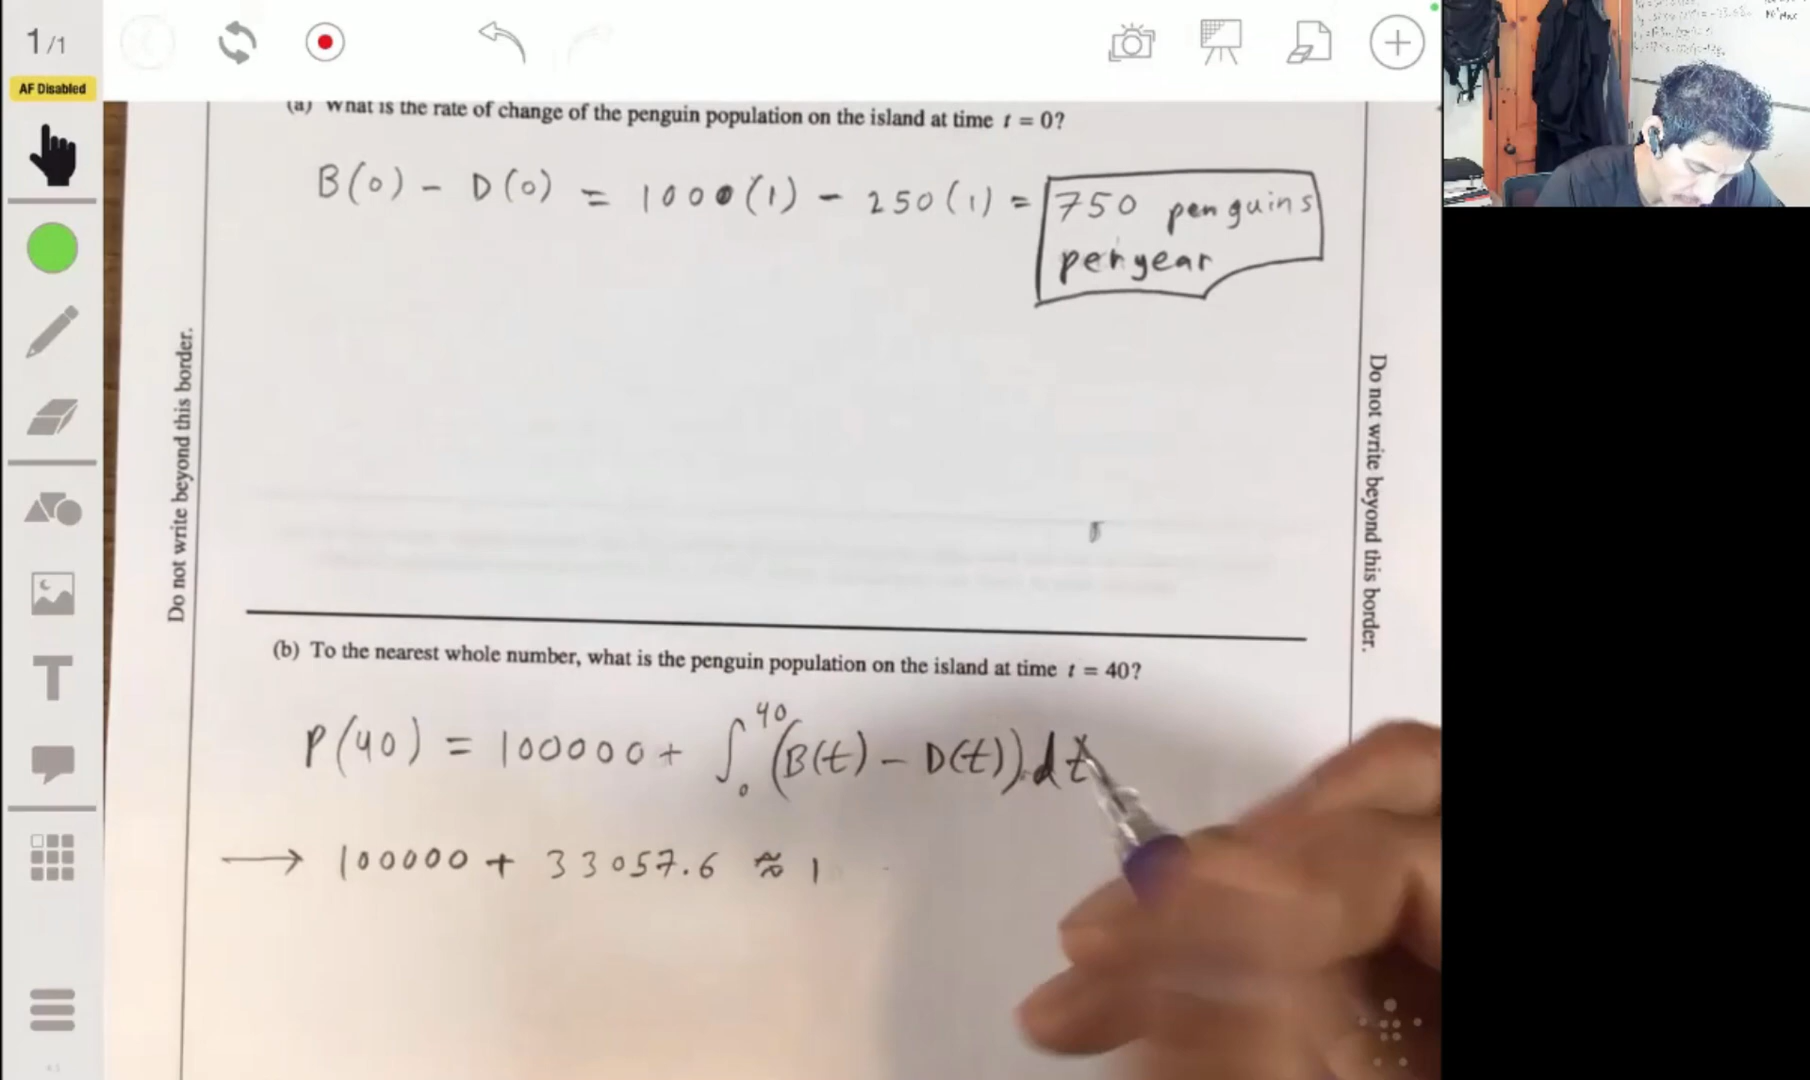 1/1
AF Disabled
(a) What is the rate of change of the penguin population on the island at time t = 0?
B(0) - D(0) = 1000(1) - 250(1) = 750 penguins
per year
Do not write beyond this border.
Do not write beyond this border.
(b) To the nearest whole number, what is the penguin population on the island at time t = 40?
P(40) = 100000 + ∫₀⁴⁰ (B(t) - D(t)) dt
→ 100000 + 33057.6 ≈ 1
T